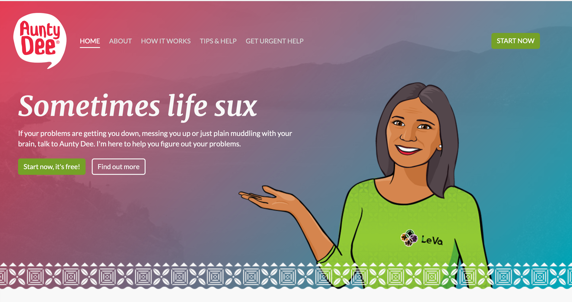 Aunty
Dee
HOME
ABOUT
HOW IT WORKS
TIPS & HELP
GET URGENT HELP
START NOW
Sometimes life sux
If your problems are getting you down, messing you up or just plain muddling with your
brain, talk to Aunty Dee. I'm here to help you figure out your problems.
Start now, it's free!
Find out more
LeVa